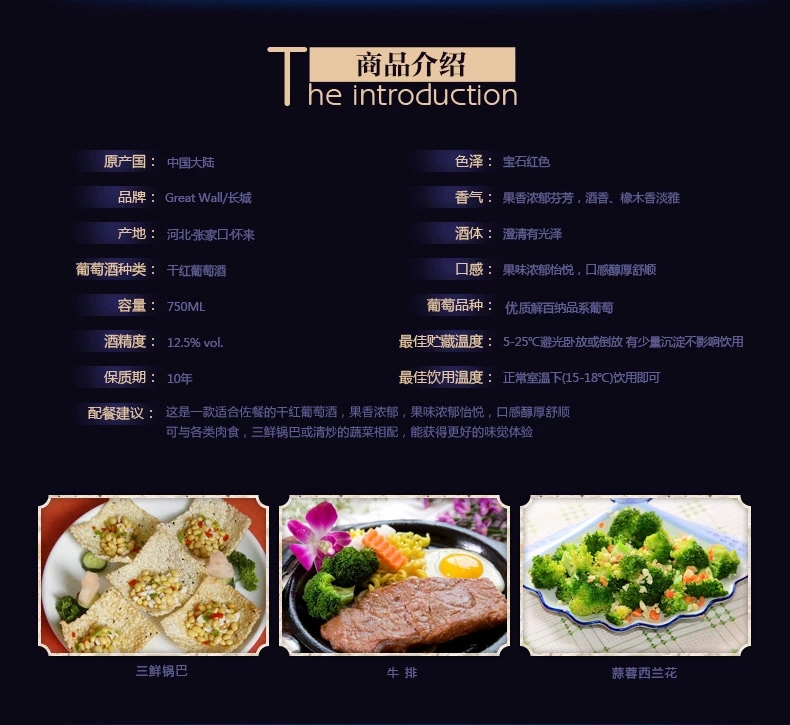 商品介绍
The introduction
原产国： 中国大陆
色泽： 宝石红色
品牌： Great Wall/长城
香气： 果香浓郁芬芳，酒香、橡木香淡雅
产地： 河北·张家口·怀来
酒体： 澄清有光泽
葡萄酒种类： 干红葡萄酒
口感： 果味浓郁怡悦，口感醇厚舒顺
容量： 750ML
葡萄品种： 优质解百纳品系葡萄
酒精度： 12.5% vol.
最佳贮藏温度： 5-25℃避光卧放或倒放 有少量沉淀不影响饮用
保质期： 10年
最佳饮用温度： 正常室温下(15-18℃)饮用即可
配餐建议： 这是一款适合佐餐的干红葡萄酒，果香浓郁，果味浓郁怡悦，口感醇厚舒顺
可与各类肉食，三鲜锅巴或清炒的蔬菜相配，能获得更好的味觉体验
三鲜锅巴
牛 排
蒜蓉西兰花